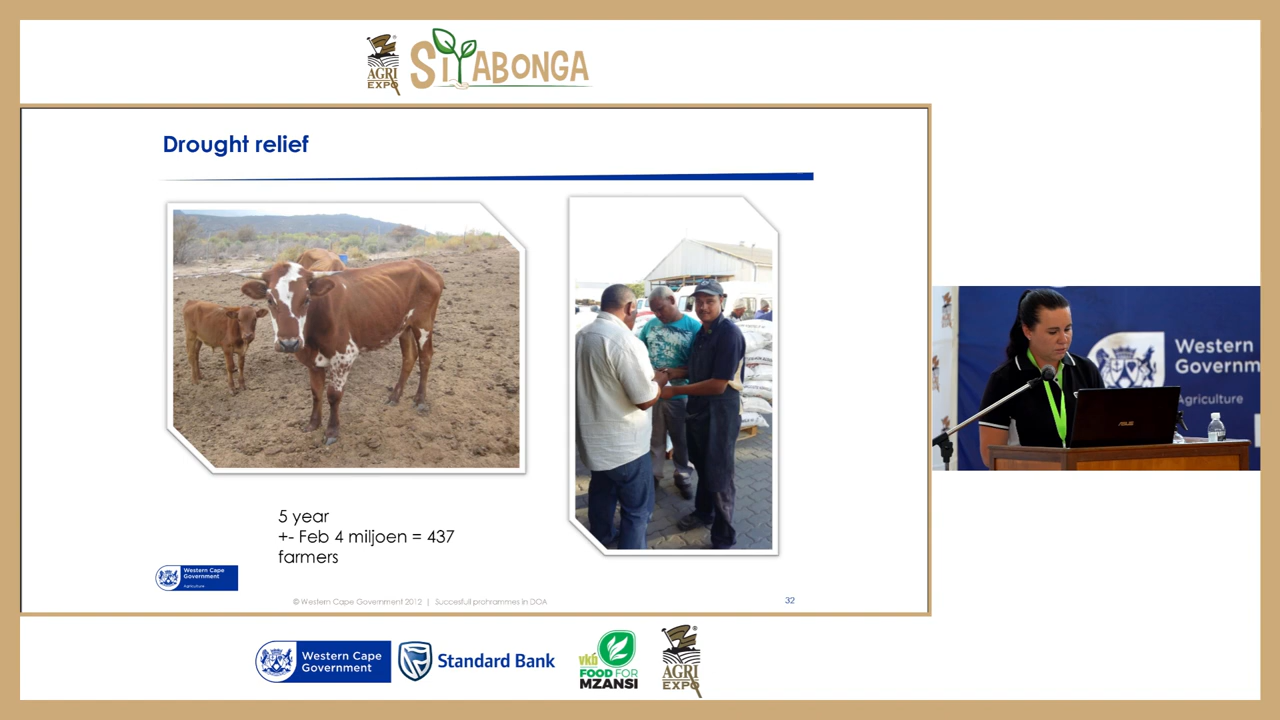 AGRI
EXPO
SIYABONGA
Drought relief
5 year
+- Feb 4 miljoen = 437
farmers
Western Cape
Government
Agriculture
© Western Cape Government 2012 | Succesfull prohrammes in DOA
32
Western
Governm
Agriculture
ASUS
Western Cape
Government
Standard Bank
vkb
FOOD FOR
MZANSI
AGRI
EXPO